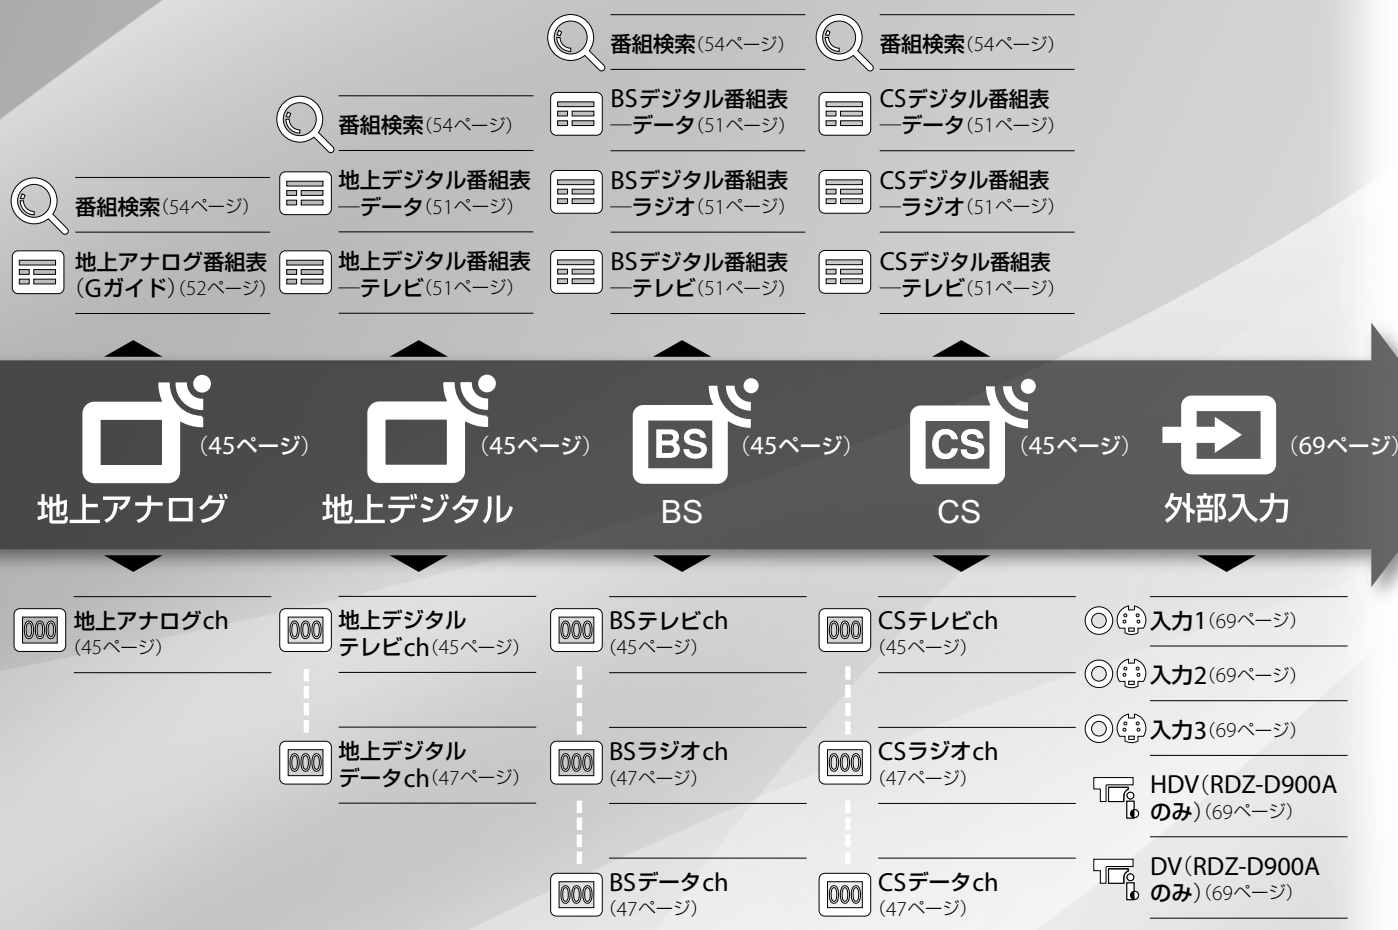 番組検索(54ページ)
番組検索(54ページ)
BSデジタル番組表
―データ(51ページ)
CSデジタル番組表
―データ(51ページ)
番組検索(54ページ)
地上デジタル番組表
―データ(51ページ)
BSデジタル番組表
―ラジオ(51ページ)
CSデジタル番組表
―ラジオ(51ページ)
番組検索(54ページ)
地上アナログ番組表
(Gガイド)(52ページ)
地上デジタル番組表
―テレビ(51ページ)
BSデジタル番組表
―テレビ(51ページ)
CSデジタル番組表
―テレビ(51ページ)
(45ページ)
地上アナログ
(45ページ)
地上デジタル
BS
(45ページ)
BS
CS
(45ページ)
CS
(69ページ)
外部入力
000
地上アナログch
(45ページ)
000
地上デジタル
テレビch(45ページ)
000
BSテレビch
(45ページ)
000
CSテレビch
(45ページ)
入力1(69ページ)
入力2(69ページ)
入力3(69ページ)
000
地上デジタル
データch(47ページ)
000
BSラジオch
(47ページ)
000
CSラジオch
(47ページ)
HDV(RDZ-D900A
のみ)(69ページ)
000
BSデータch
(47ページ)
000
CSデータch
(47ページ)
DV(RDZ-D900A
のみ)(69ページ)